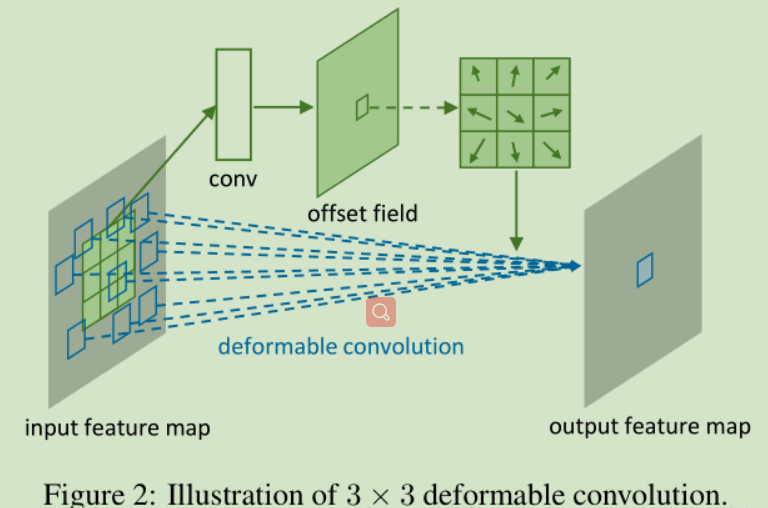 conv
offset field
deformable convolution
input feature map
output feature map
Figure 2: Illustration of 3 × 3 deformable convolution.